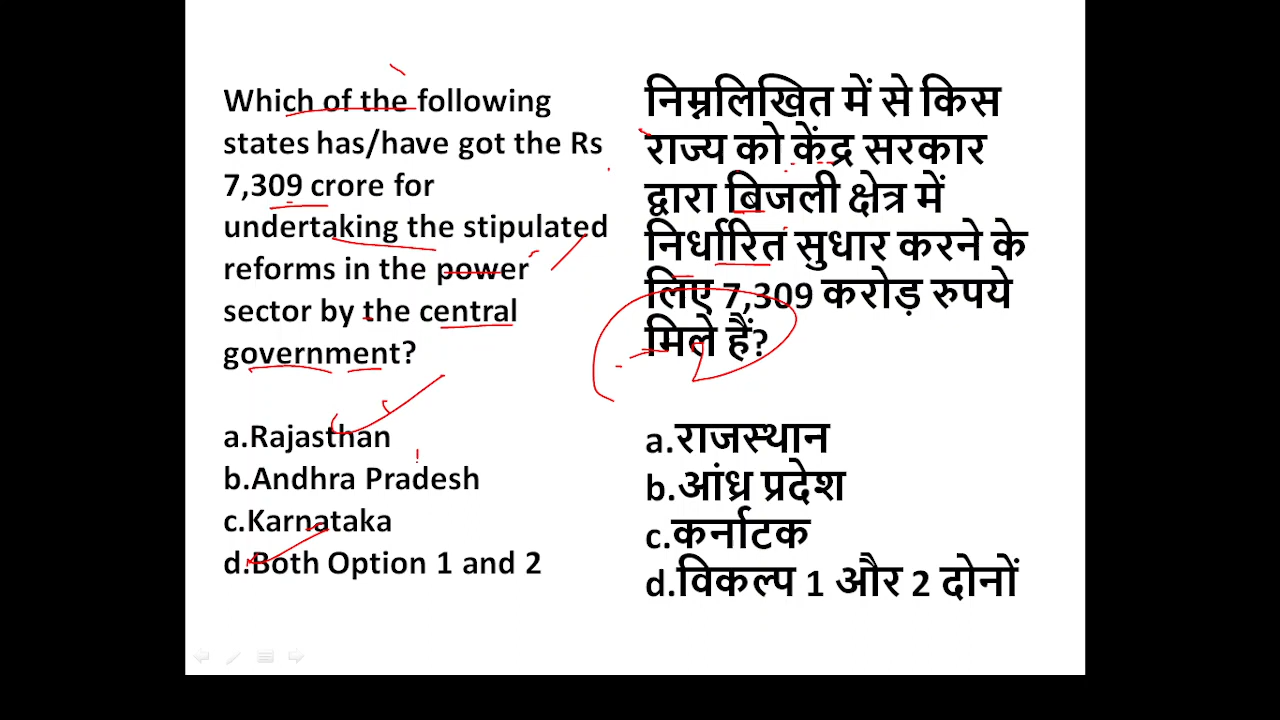 Which of the following
states has/have got the Rs
7,309 crore for
undertaking the stipulated
reforms in the power
sector by the central
government?
a.Rajasthan
b.Andhra Pradesh
c.Karnataka
d.Both Option 1 and 2
निम्नलिखित में से किस
राज्य को केंद्र सरकार
द्वारा बिजली क्षेत्र में
निर्धारित सुधार करने के
लिए 7,309 करोड़ रुपये
मिले हैं?
a.राजस्थान
b.आंध्र प्रदेश
c.कर्नाटक
d.विकल्प 1 और 2 दोनों